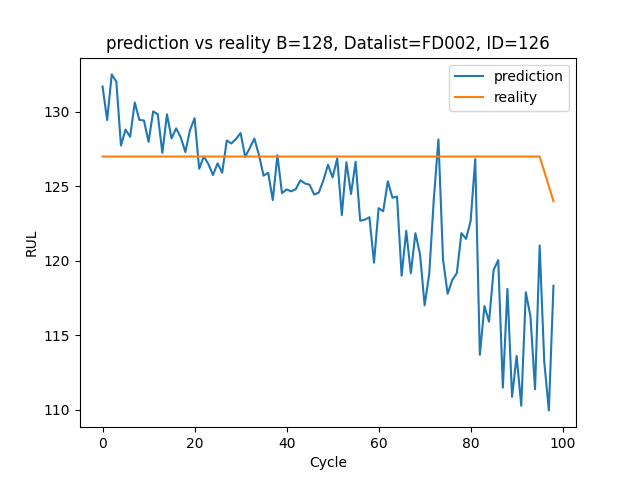 prediction vs reality B=128, Datalist=FD002, ID=126
prediction
reality
130
125
120
115
110
RUL
0 20 40 60 80 100
Cycle